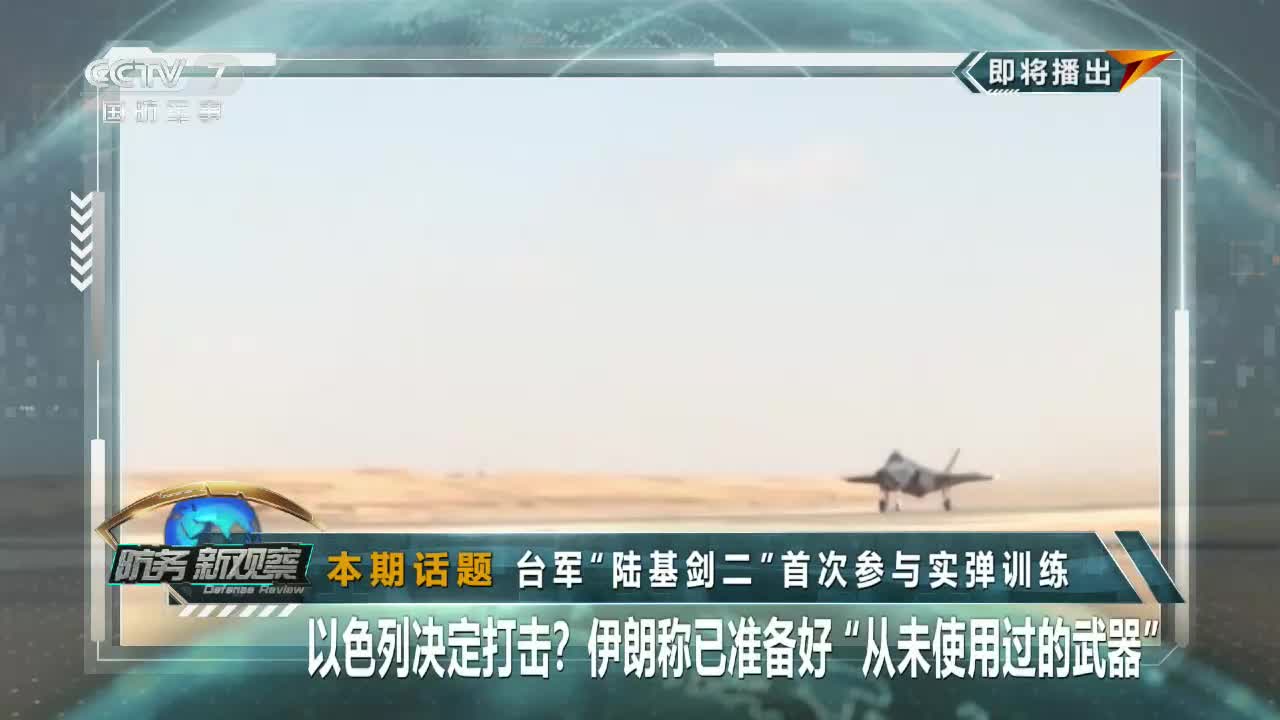 CCTV 7
国防军事
即将播出
防务新观察
Defense Review
本期话题
台军“陆基剑二”首次参与实弹训练
以色列决定打击？伊朗称已准备好“从未使用过的武器”